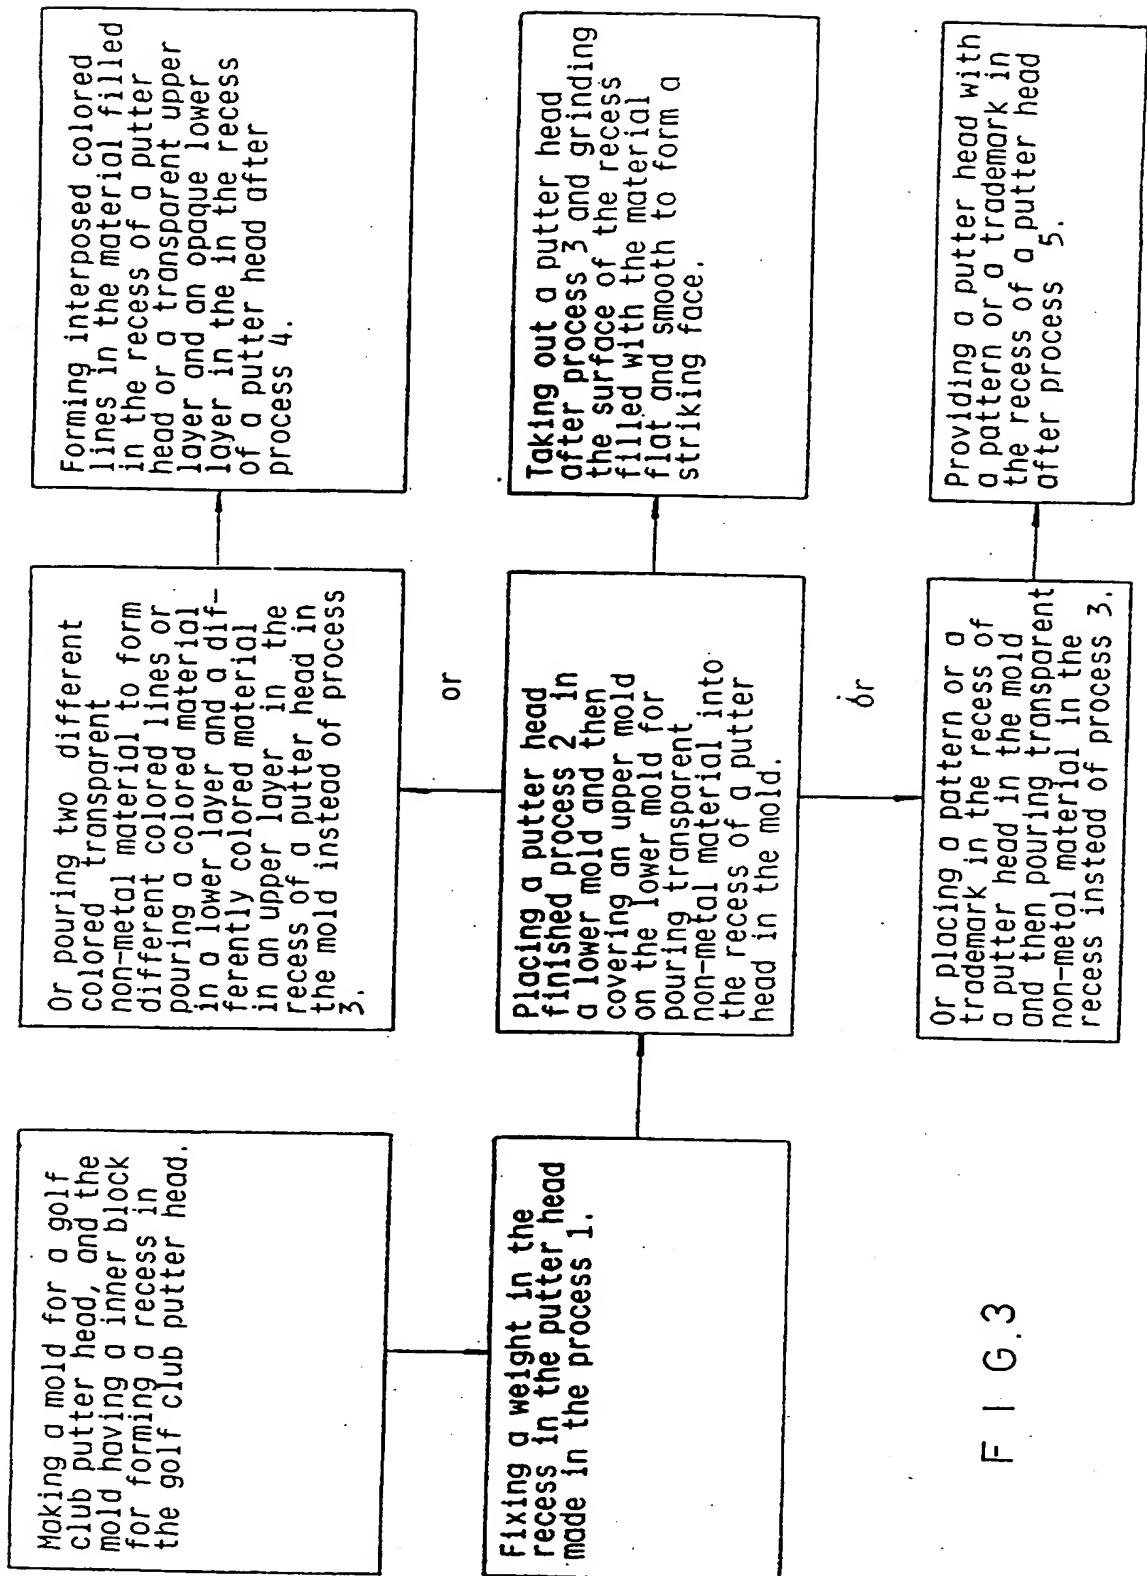 Making a mold for a golf
club putter head, and the
mold having a inner block
for forming a recess in
the golf club putter head.
Fixing a weight in the
recess in the putter head
made in the process 1.
Or pouring two different
colored transparent
non-metal material to form
different colored lines or
pouring a colored material
in a lower layer and a dif-
ferently colored material
in an upper layer in the
recess of a putter head in
the mold instead of process
3.
or
Placing a putter head
finished process 2 in
a lower mold and then
covering an upper mold
on the lower mold for
pouring transparent
non-metal material into
the recess of a putter
head in the mold.
or
Or placing a pattern or a
trademark in the recess of
a putter head in the mold
and then pouring transparent
non-metal material in the
recess instead of process 3.
Forming interposed colored
lines in the material filled
in the recess of a putter
head or a transparent upper
layer and an opaque lower
layer in the in the recess
of a putter head after
process 4.
Taking out a putter head
after process 3 and grinding
the surface of the recess
filled with the material
flat and smooth to form a
striking face.
Providing a putter head with
a pattern or a trademark in
the recess of a putter head
after process 5.
FIG.3